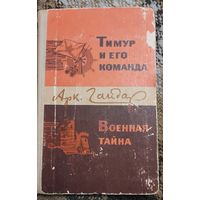 Тимур
и его
команда
Арк. Гайдар
Военная
тайна